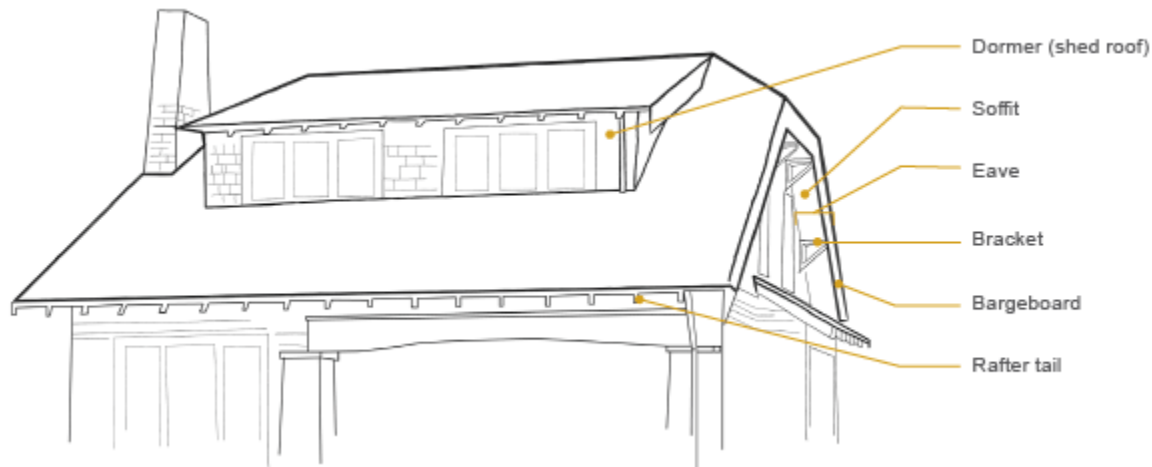 Dormer (shed roof)
Soffit
Eave
Bracket
Bargeboard
Rafter tail